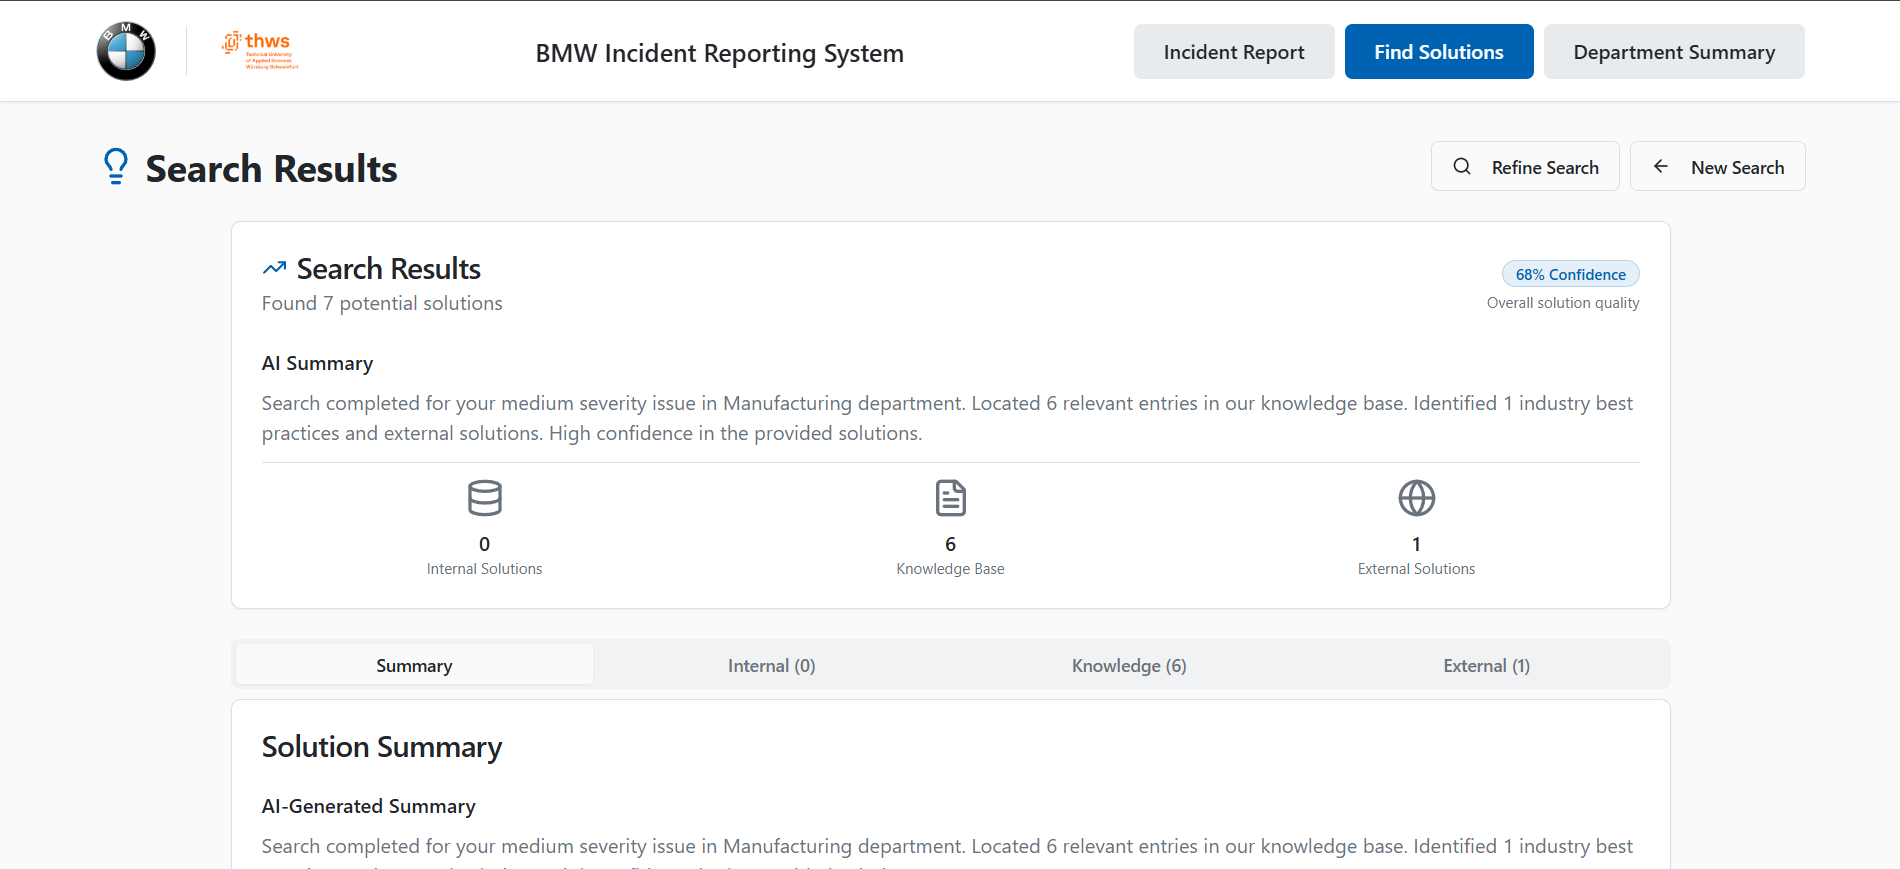 BMW
thws
Technical University
of Applied Sciences
Würzburg-Schweinfurt
BMW Incident Reporting System
Incident Report
Find Solutions
Department Summary
Search Results
Refine Search
New Search
Search Results
Found 7 potential solutions
68% Confidence
Overall solution quality
AI Summary
Search completed for your medium severity issue in Manufacturing department. Located 6 relevant entries in our knowledge base. Identified 1 industry best
practices and external solutions. High confidence in the provided solutions.
0
Internal Solutions
6
Knowledge Base
1
External Solutions
Summary
Internal (0)
Knowledge (6)
External (1)
Solution Summary
AI-Generated Summary
Search completed for your medium severity issue in Manufacturing department. Located 6 relevant entries in our knowledge base. Identified 1 industry best